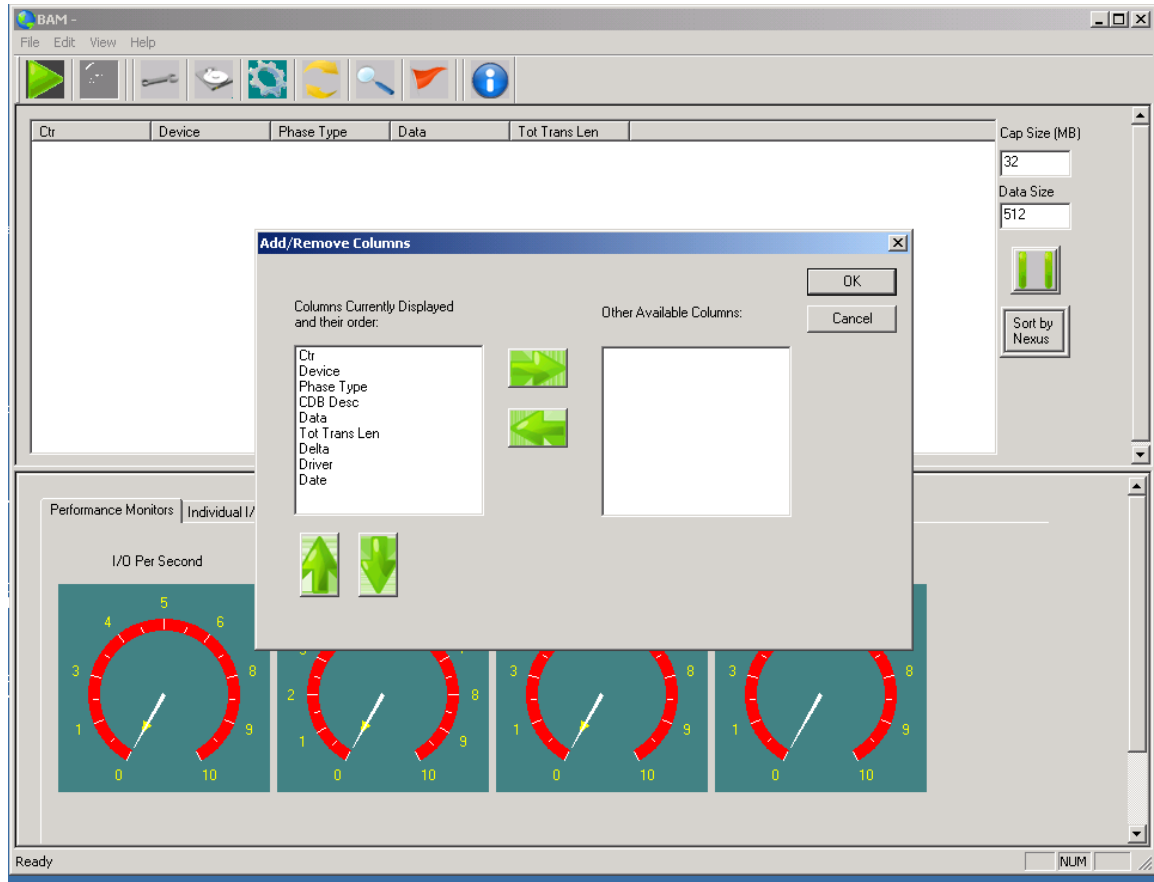 BAM -
File Edit View Help
Ctr Device Phase Type Data Tot Trans Len
Cap Size (MB)
32
Data Size
512
Sort by
Nexus
Add/Remove Columns
OK
Cancel
Columns Currently Displayed
and their order:
Other Available Columns:
Ctr
Device
Phase Type
CDB Desc
Data
Tot Trans Len
Delta
Driver
Date
Performance Monitors Individual I/
I/O Per Second
5
4 6
3 8
1 9
0 10
2 8
1 9
0 10
3 8
1 9
0 10
3 8
1 9
0 10
Ready
NUM